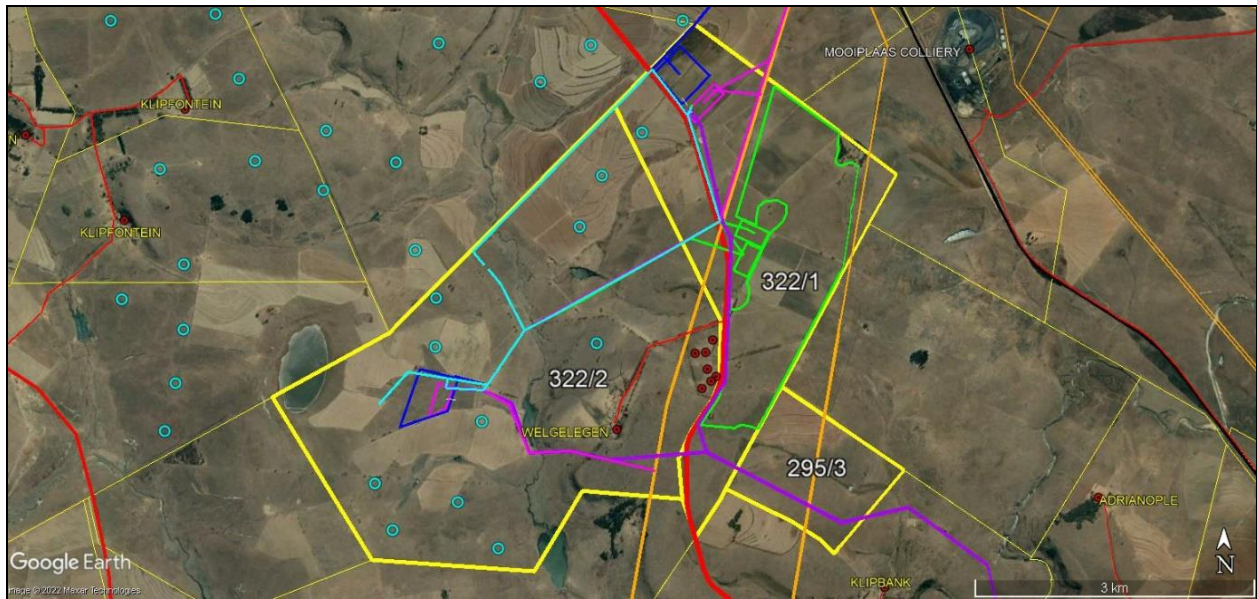 MOOIPLAAS COLLIERY
KLIPFONTEIN
N
KLIPFONTEIN
322/1
322/2
WELGELEGEN
295/3
ADRIANOPLE
KLIPBANK
N
3 km
Google Earth
Image © 2022 Maxar Technologies